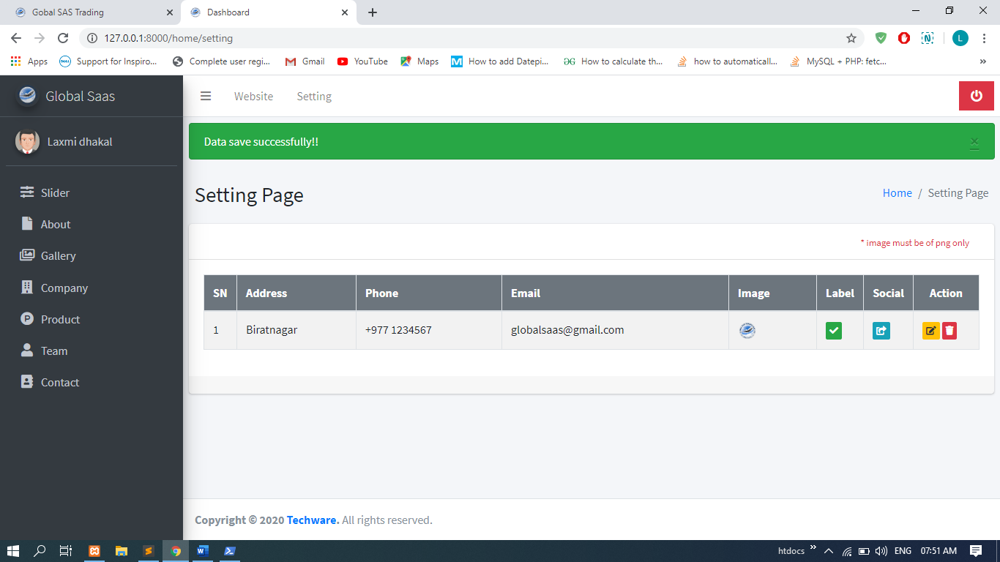 Gobal SAS Trading
Dashboard
127.0.0.1:8000/home/setting
L
Apps
Support for Inspiro...
Complete user regi...
Gmail
YouTube
Maps
How to add Datepi...
How to calculate th...
how to automaticall...
MySQL + PHP: fetc...
»
Global Saas
Website
Setting
Laxmi dhakal
Data save successfully!!
×
Setting Page
Home / Setting Page
Slider
About
Gallery
Company
Product
Team
Contact
* image must be of png only
SN Address Phone Email Image Label Social Action
1 Biratnagar +977 1234567 globalsaas@gmail.com
Copyright © 2020 Techware. All rights reserved.
htdocs » ENG 07:51 AM